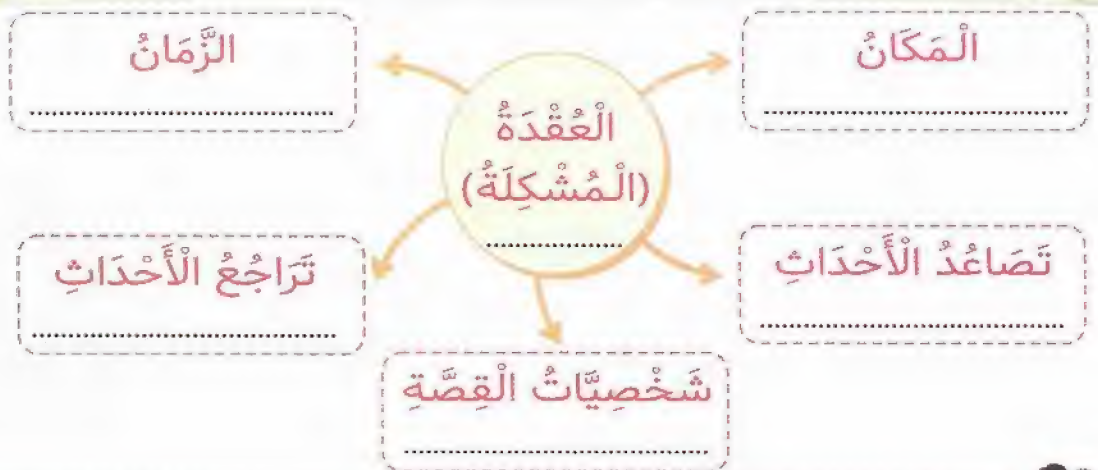 الْمَكَانُ
..............................
الزَّمَانُ
..............................
الْعُقْدَةُ
(الْمُشْكِلَةُ)
..............
تَصَاعُدُ الْأَحْدَاثِ
..............................
تَرَاجُعُ الْأَحْدَاثِ
..............................
شَخْصِيَّاتُ الْقِصَّةِ
..............................